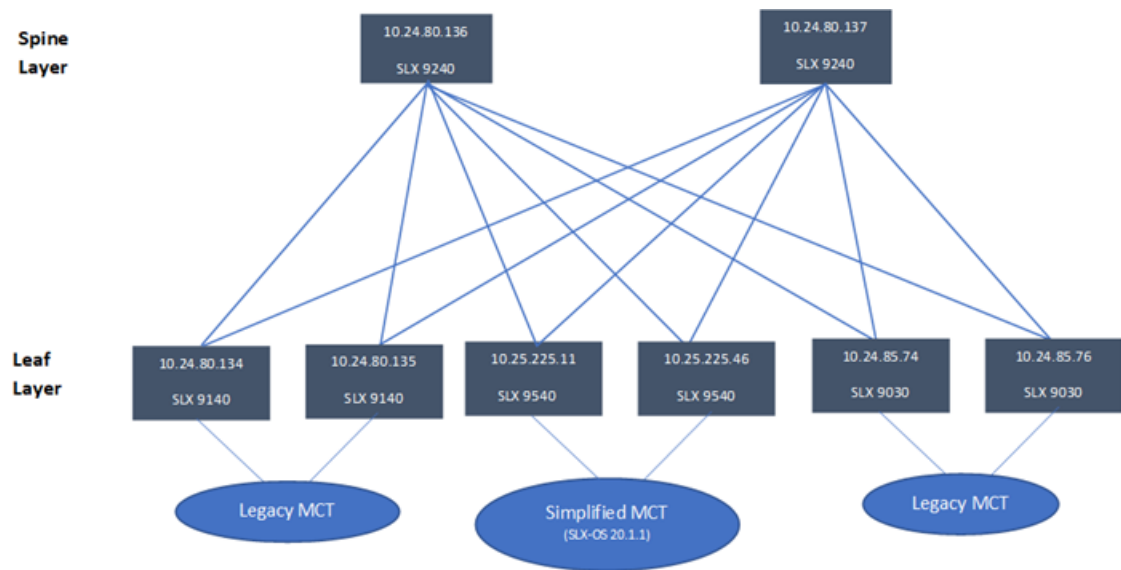 Spine
Layer
10.24.80.136
SLX 9240
10.24.80.137
SLX 9240
Leaf
Layer
10.24.80.134
SLX 9140
10.24.80.135
SLX 9140
10.25.225.11
SLX 9540
10.25.225.46
SLX 9540
10.24.85.74
SLX 9030
10.24.85.76
SLX 9030
Legacy MCT
Simplified MCT
(SLX-OS 20.1.1)
Legacy MCT